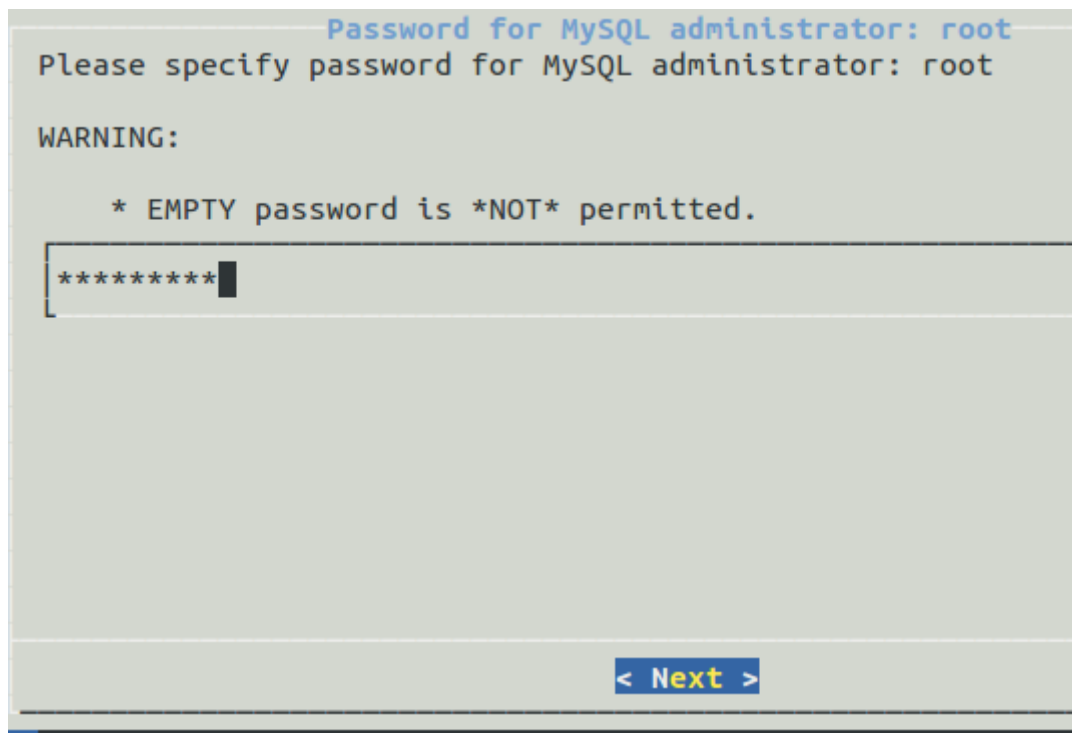 Password for MySQL administrator: root
Please specify password for MySQL administrator: root
WARNING:
* EMPTY password is *NOT* permitted.
*********
< Next >